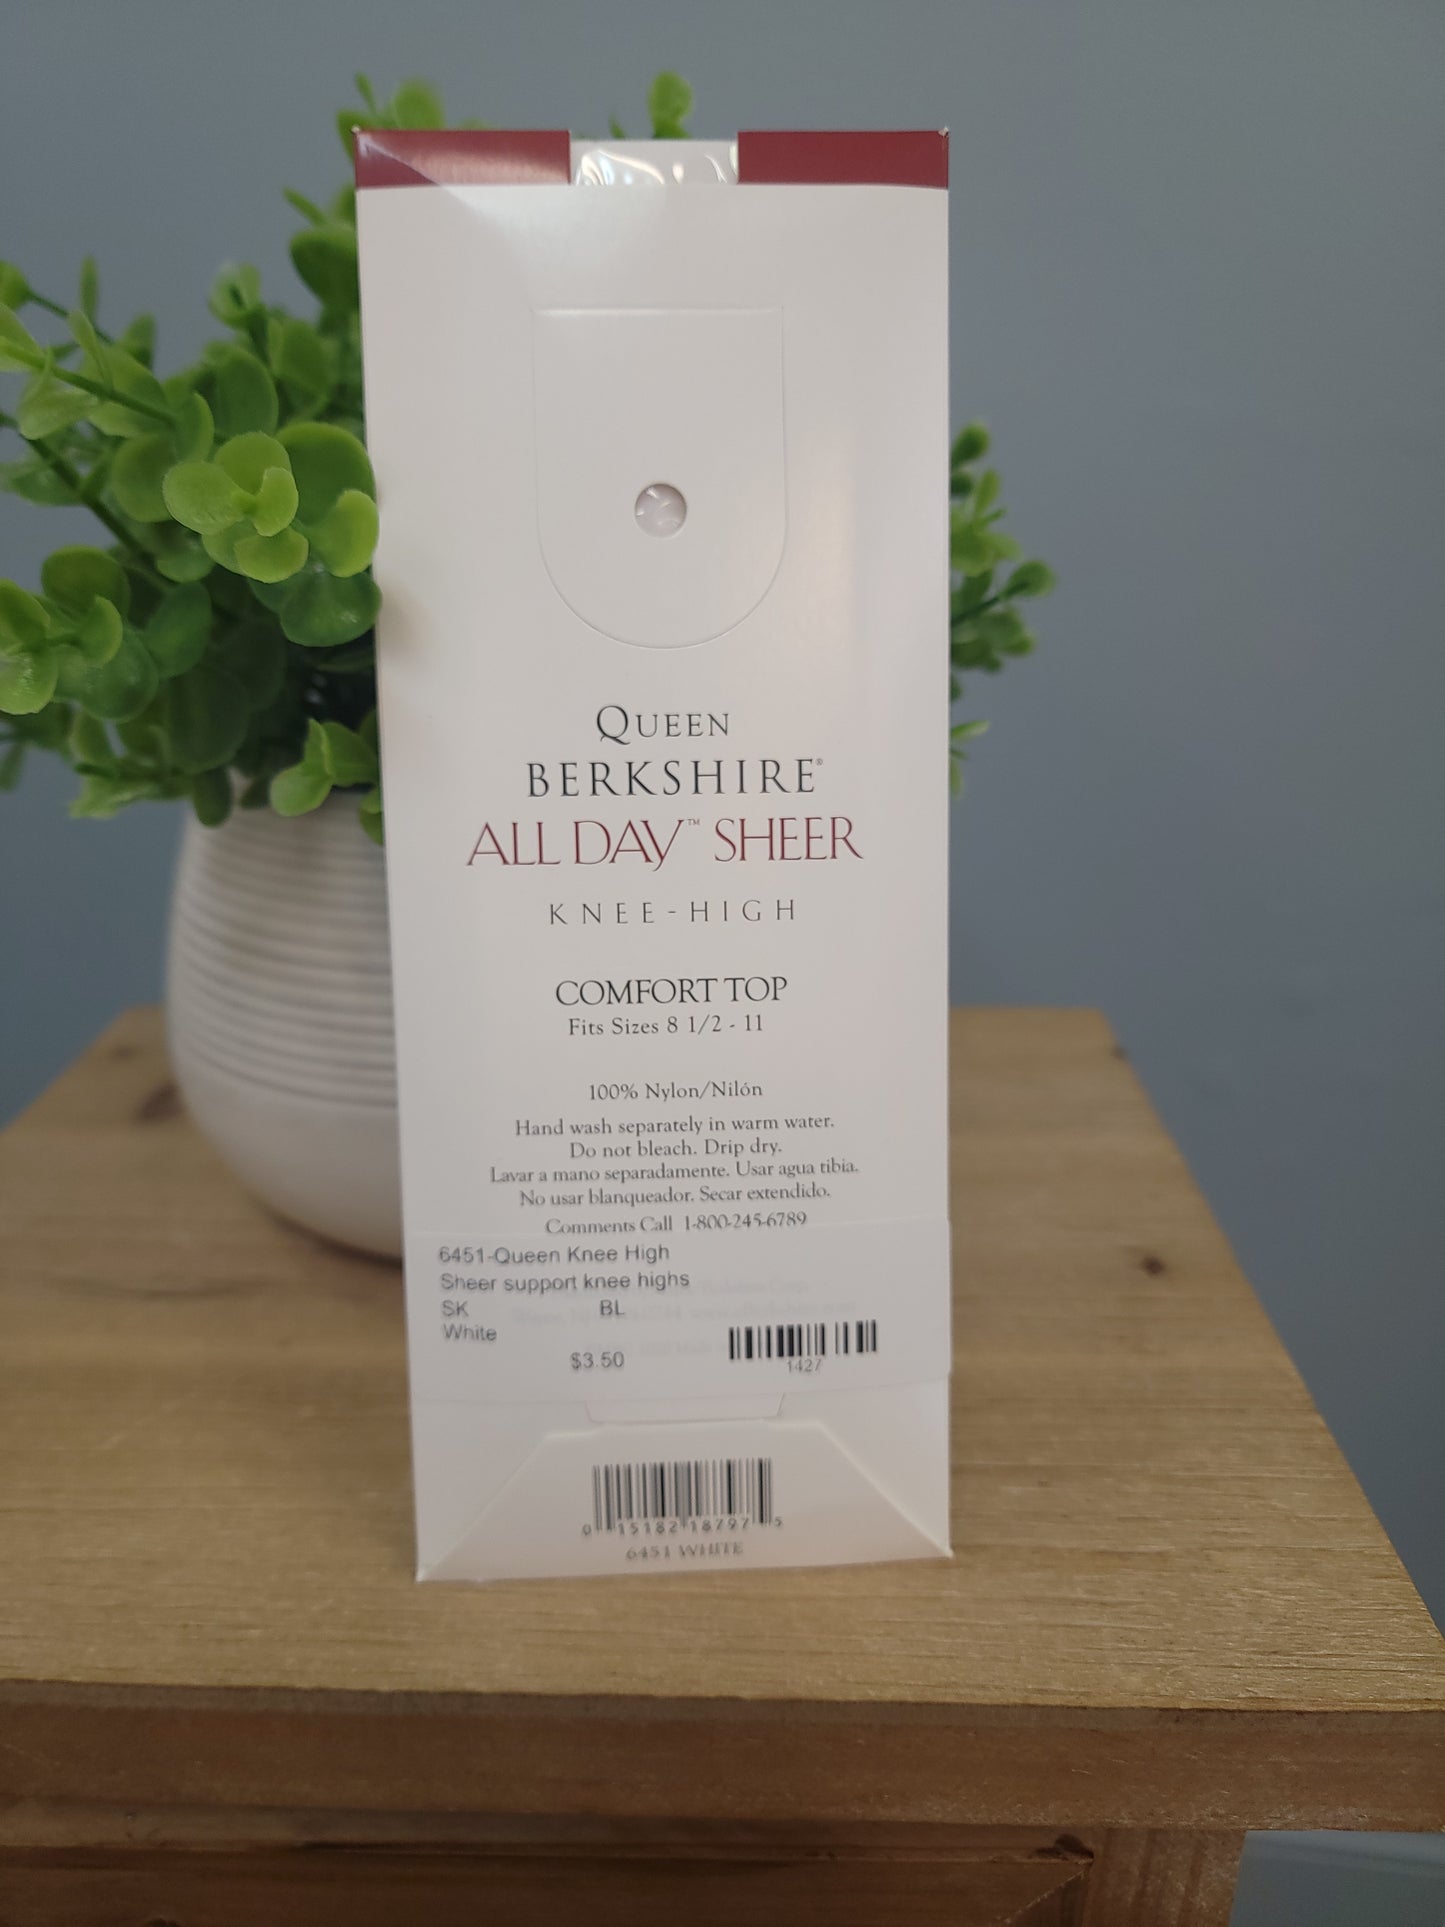 QUEEN
BERKSHIRE®
ALL DAY™ SHEER
KNEE-HIGH
COMFORT TOP
Fits Sizes 8 1/2 - 11
100% Nylon/Nilón
Hand wash separately in warm water.
Do not bleach. Drip dry.
Lavar a mano separadamente. Usar agua tibia.
No usar blanqueador. Secar extendido.
Comments Call 1-800-245-6789
6451-Queen Knee High
Sheer support knee highs
SK BL
White
$3.50
1427
0 15182 18797 5
6451 WHITE